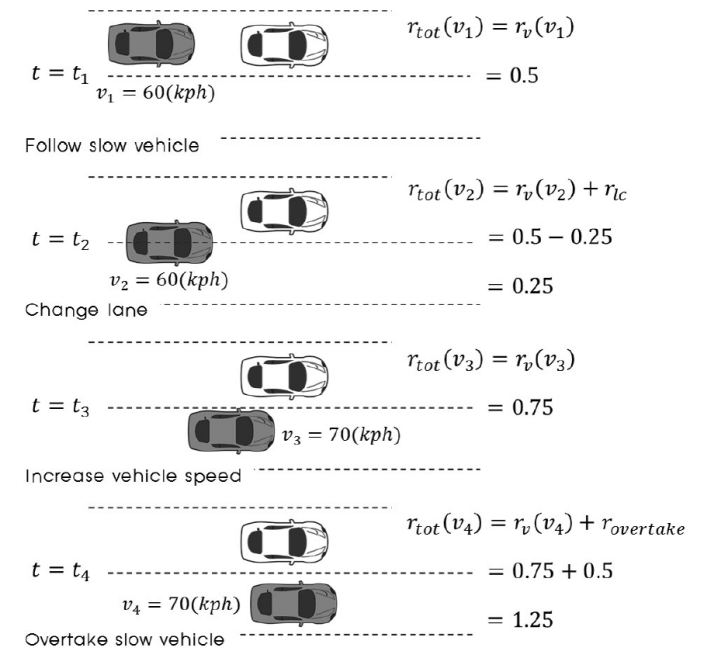 r_tot(v_1) = r_v(v_1)
t = t_1
= 0.5
v_1 = 60(kph)
Follow slow vehicle
r_tot(v_2) = r_v(v_2) + r_lc
t = t_2
= 0.5 − 0.25
v_2 = 60(kph)
= 0.25
Change lane
r_tot(v_3) = r_v(v_3)
t = t_3
= 0.75
v_3 = 70(kph)
Increase vehicle speed
r_tot(v_4) = r_v(v_4) + r_overtake
t = t_4
= 0.75 + 0.5
v_4 = 70(kph)
= 1.25
Overtake slow vehicle